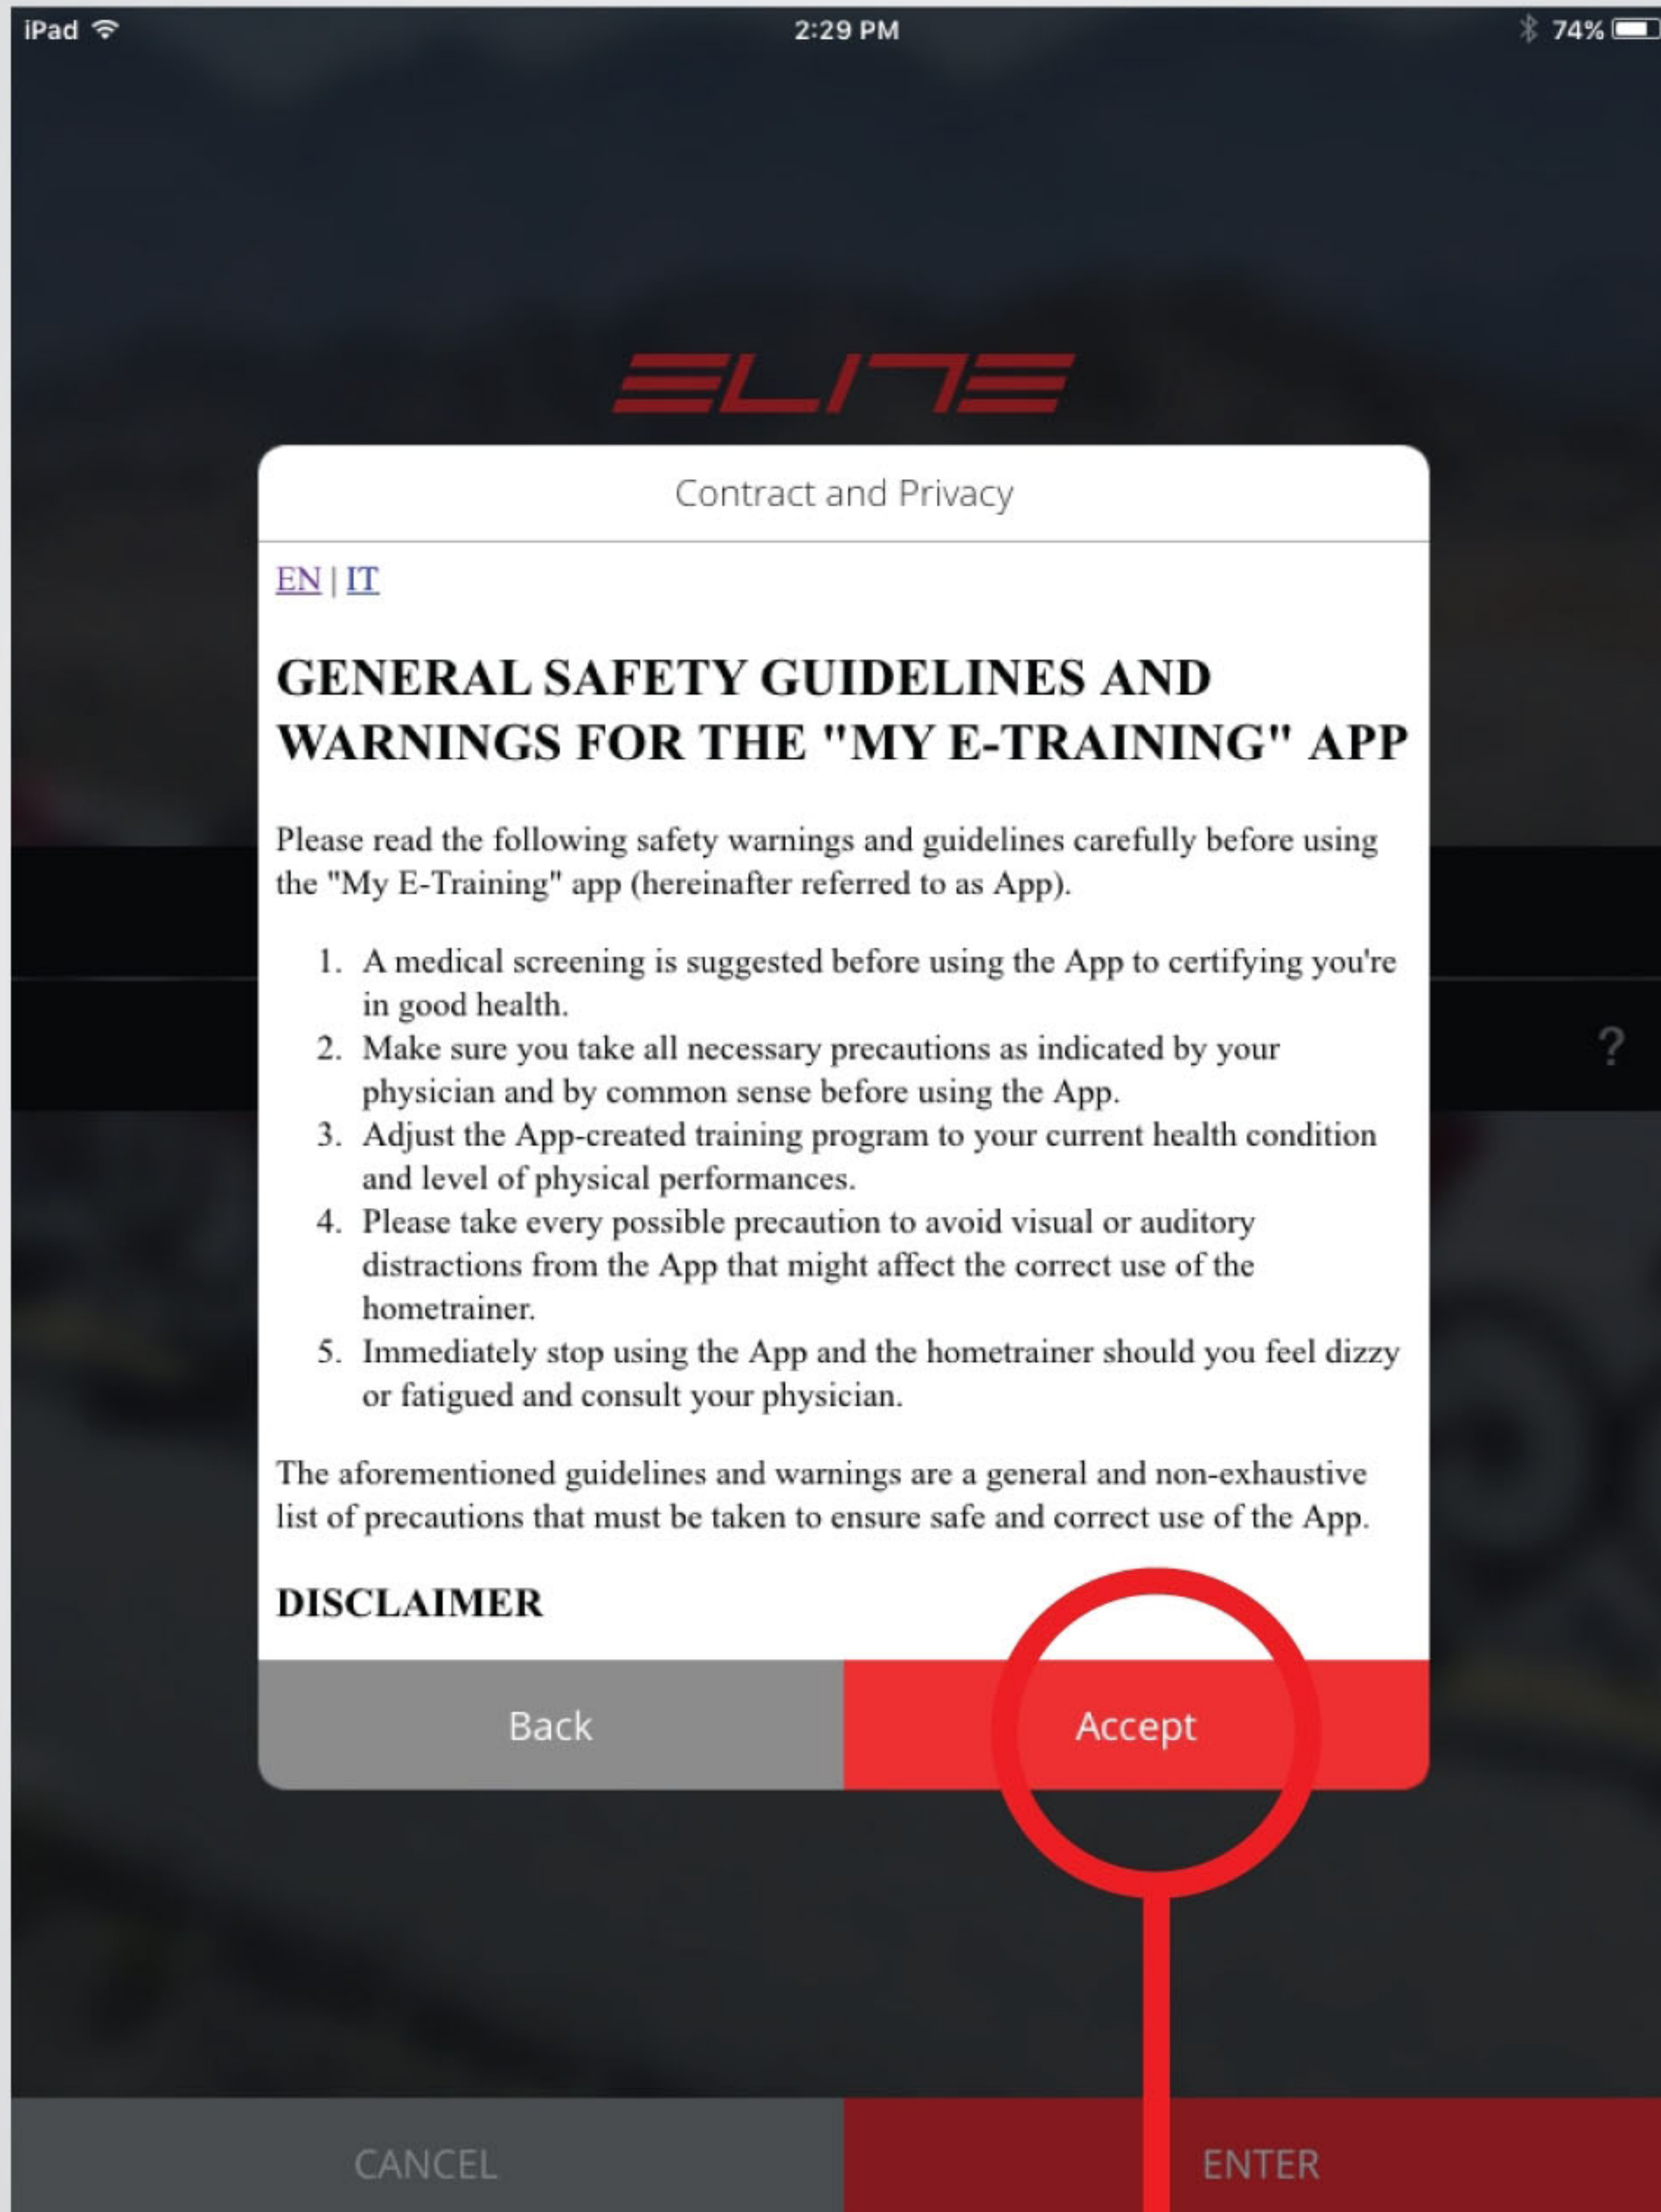 iPad 2:29 PM 74%
ELITE
Contract and Privacy
EN | IT
GENERAL SAFETY GUIDELINES AND
WARNINGS FOR THE "MY E-TRAINING" APP
Please read the following safety warnings and guidelines carefully before using
the "My E-Training" app (hereinafter referred to as App).
1. A medical screening is suggested before using the App to certifying you're
in good health.
2. Make sure you take all necessary precautions as indicated by your
physician and by common sense before using the App.
3. Adjust the App-created training program to your current health condition
and level of physical performances.
4. Please take every possible precaution to avoid visual or auditory
distractions from the App that might affect the correct use of the
hometrainer.
5. Immediately stop using the App and the hometrainer should you feel dizzy
or fatigued and consult your physician.
The aforementioned guidelines and warnings are a general and non-exhaustive
list of precautions that must be taken to ensure safe and correct use of the App.
DISCLAIMER
Back Accept
?
CANCEL ENTER